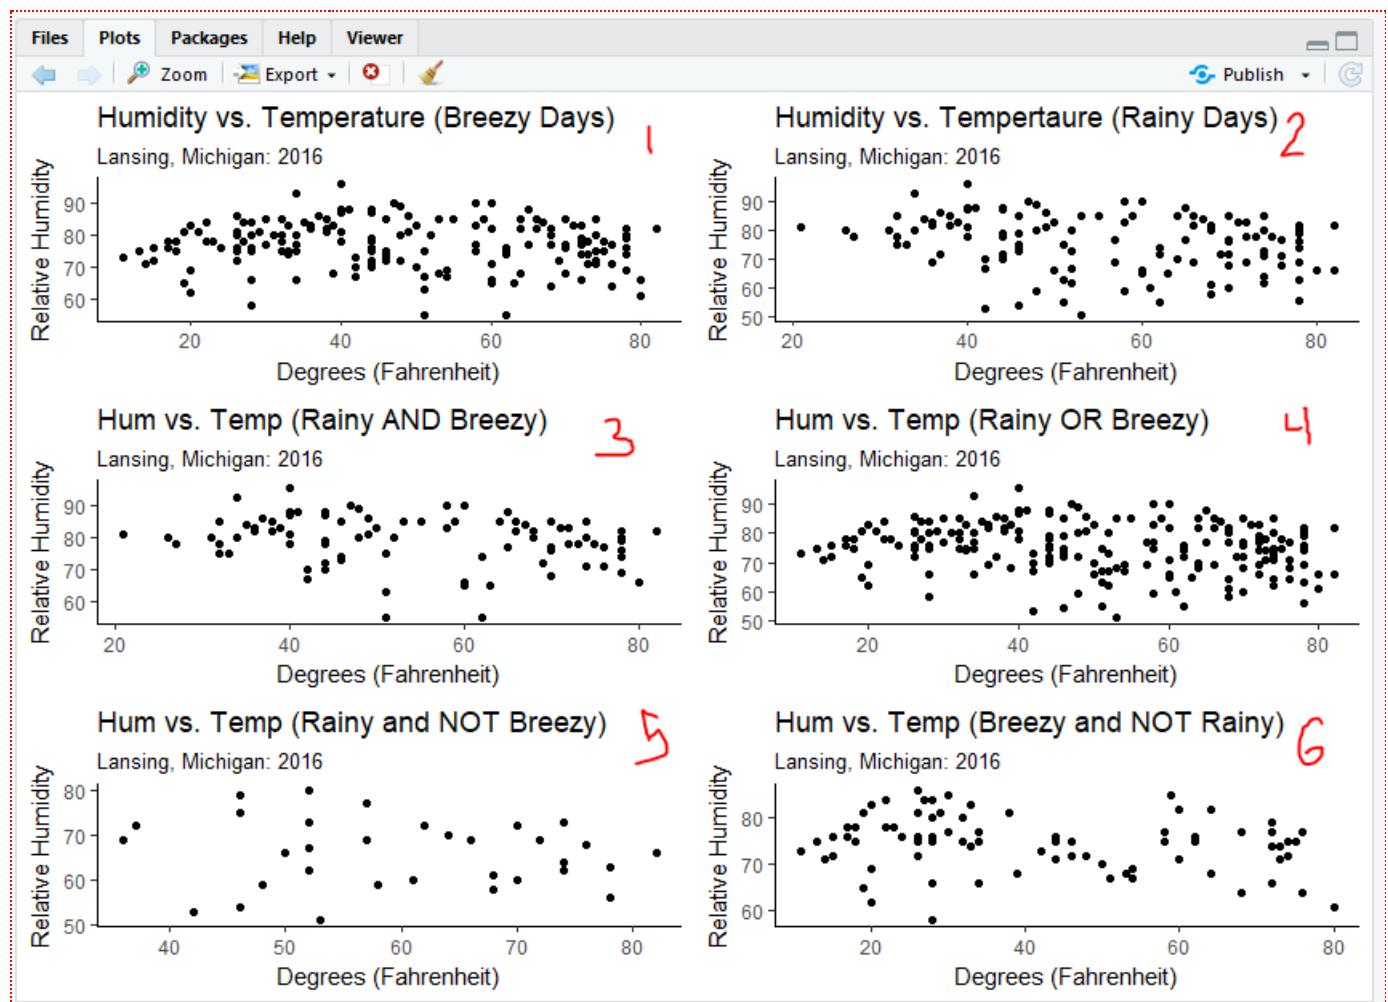 Files Plots Packages Help Viewer
Zoom Export Publish
Humidity vs. Temperature (Breezy Days) 1
Lansing, Michigan: 2016
Relative Humidity
90
80
70
60
20 40 60 80
Degrees (Fahrenheit)
Humidity vs. Tempertaure (Rainy Days) 2
Lansing, Michigan: 2016
Relative Humidity
90
80
70
60
50
20 40 60 80
Degrees (Fahrenheit)
Hum vs. Temp (Rainy AND Breezy) 3
Lansing, Michigan: 2016
Relative Humidity
90
80
70
60
20 40 60 80
Degrees (Fahrenheit)
Hum vs. Temp (Rainy OR Breezy) 4
Lansing, Michigan: 2016
Relative Humidity
90
80
70
60
50
20 40 60 80
Degrees (Fahrenheit)
Hum vs. Temp (Rainy and NOT Breezy) 5
Lansing, Michigan: 2016
Relative Humidity
80
70
60
50
40 50 60 70 80
Degrees (Fahrenheit)
Hum vs. Temp (Breezy and NOT Rainy) 6
Lansing, Michigan: 2016
Relative Humidity
80
70
60
20 40 60 80
Degrees (Fahrenheit)